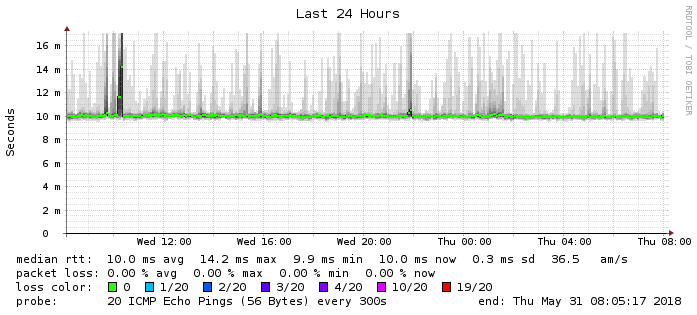 Last 24 Hours
RRDTOOL / TOBI OETIKER
Seconds
16 m
14 m
12 m
10 m
8 m
6 m
4 m
2 m
0
Wed 12:00 Wed 16:00 Wed 20:00 Thu 00:00 Thu 04:00 Thu 08:00
median rtt: 10.0 ms avg 14.2 ms max 9.9 ms min 10.0 ms now 0.3 ms sd 36.5 am/s
packet loss: 0.00 % avg 0.00 % max 0.00 % min 0.00 % now
loss color: 0 1/20 2/20 3/20 4/20 10/20 19/20
probe: 20 ICMP Echo Pings (56 Bytes) every 300s end: Thu May 31 08:05:17 2018